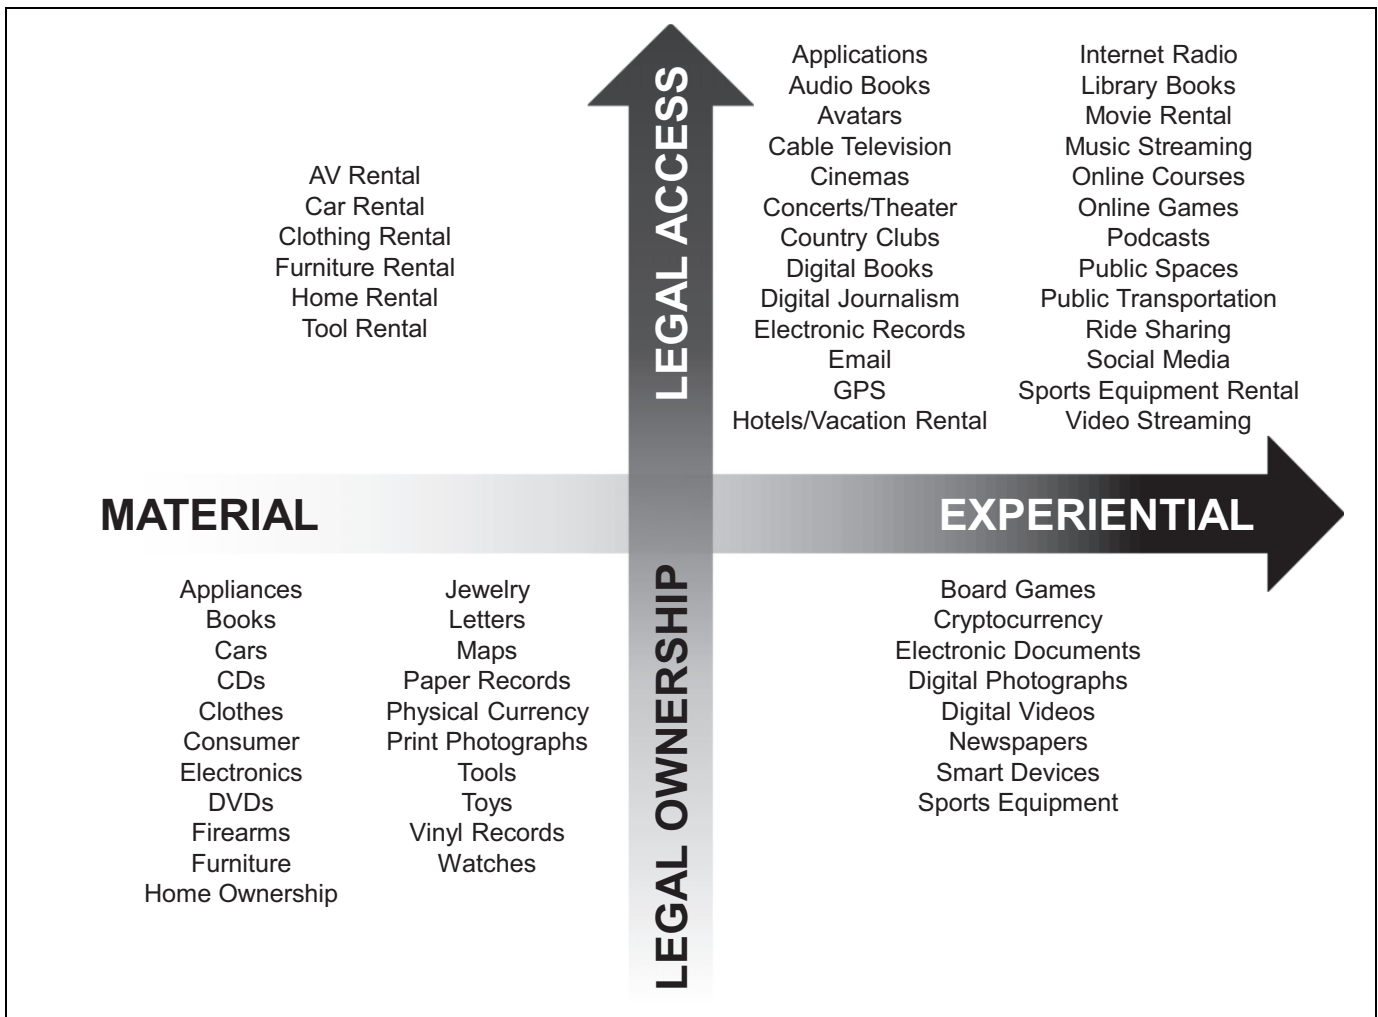 LEGAL ACCESS
AV Rental
Car Rental
Clothing Rental
Furniture Rental
Home Rental
Tool Rental
Applications
Audio Books
Avatars
Cable Television
Cinemas
Concerts/Theater
Country Clubs
Digital Books
Digital Journalism
Electronic Records
Email
GPS
Hotels/Vacation Rental
Internet Radio
Library Books
Movie Rental
Music Streaming
Online Courses
Online Games
Podcasts
Public Spaces
Public Transportation
Ride Sharing
Social Media
Sports Equipment Rental
Video Streaming
MATERIAL
EXPERIENTIAL
Appliances
Books
Cars
CDs
Clothes
Consumer
Electronics
DVDs
Firearms
Furniture
Home Ownership
Jewelry
Letters
Maps
Paper Records
Physical Currency
Print Photographs
Tools
Toys
Vinyl Records
Watches
LEGAL OWNERSHIP
Board Games
Cryptocurrency
Electronic Documents
Digital Photographs
Digital Videos
Newspapers
Smart Devices
Sports Equipment